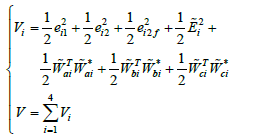 V_i = \frac{1}{2} e_{i1}^2 + \frac{1}{2} e_{i2}^2 + \frac{1}{2} e_{i2,f}^2 + \frac{1}{2} \tilde{E}_i^2 +
\frac{1}{2} \tilde{W}_{ai}^T \tilde{W}_{ai}^* + \frac{1}{2} \tilde{W}_{bi}^T \tilde{W}_{bi}^* + \frac{1}{2} \tilde{W}_{ci}^T \tilde{W}_{ci}^*
V = \sum_{i=1}^{4} V_i